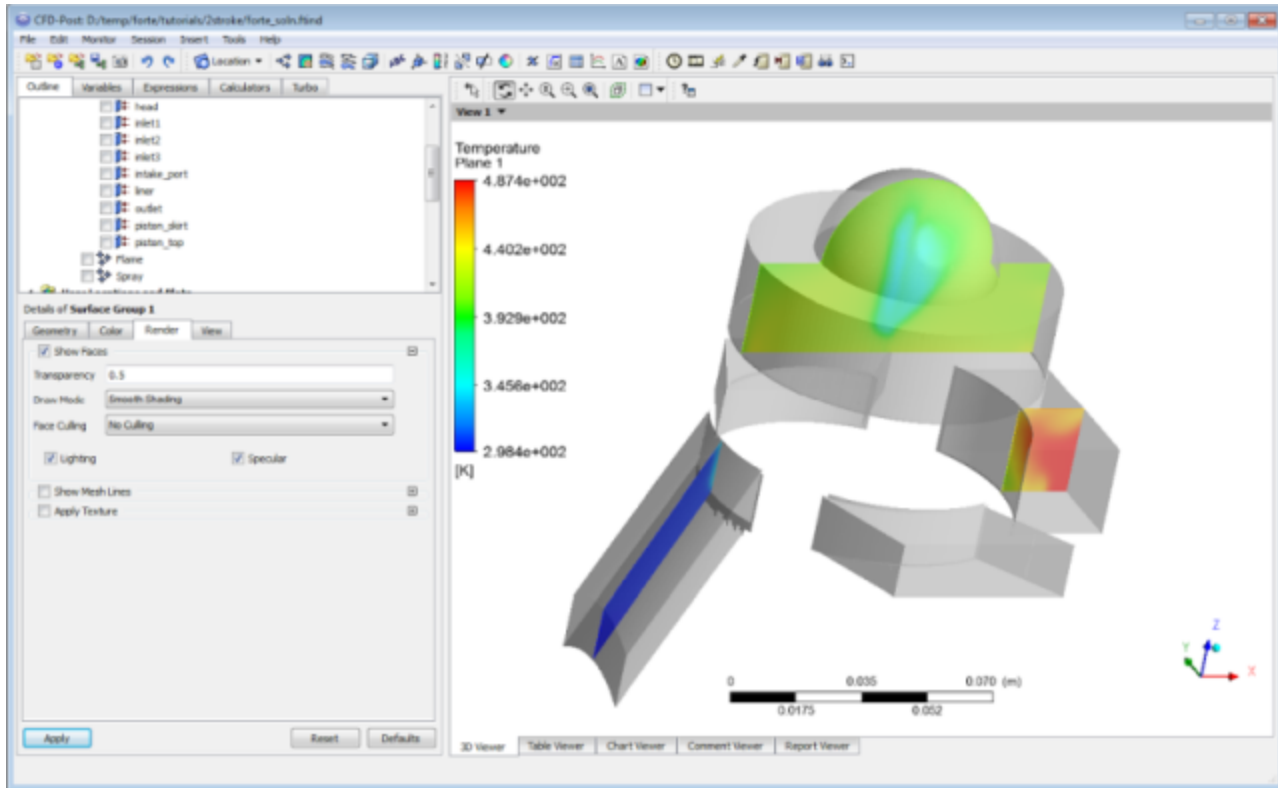 CFD-Post: D:/temp/forte/tutorials/2stroke/forte_soln.ftind
File Edit Monitor Session Insert Tools Help
Location
Outline Variables Expressions Calculators Turbo
head
inlet1
inlet2
inlet3
intake_port
liner
outlet
piston_skirt
piston_top
Plane
Spray
User Locations and Plots
Details of Surface Group 1
Geometry Color Render View
Show Faces
Transparency 0.5
Draw Mode Smooth Shading
Face Culling No Culling
Lighting Specular
Show Mesh Lines
Apply Texture
Apply Reset Defaults
View 1
Temperature
Plane 1
4.874e+002
4.402e+002
3.929e+002
3.456e+002
2.984e+002
[K]
0 0.035 0.070 (m)
0.0175 0.052
Z
Y
X
3D Viewer Table Viewer Chart Viewer Comment Viewer Report Viewer